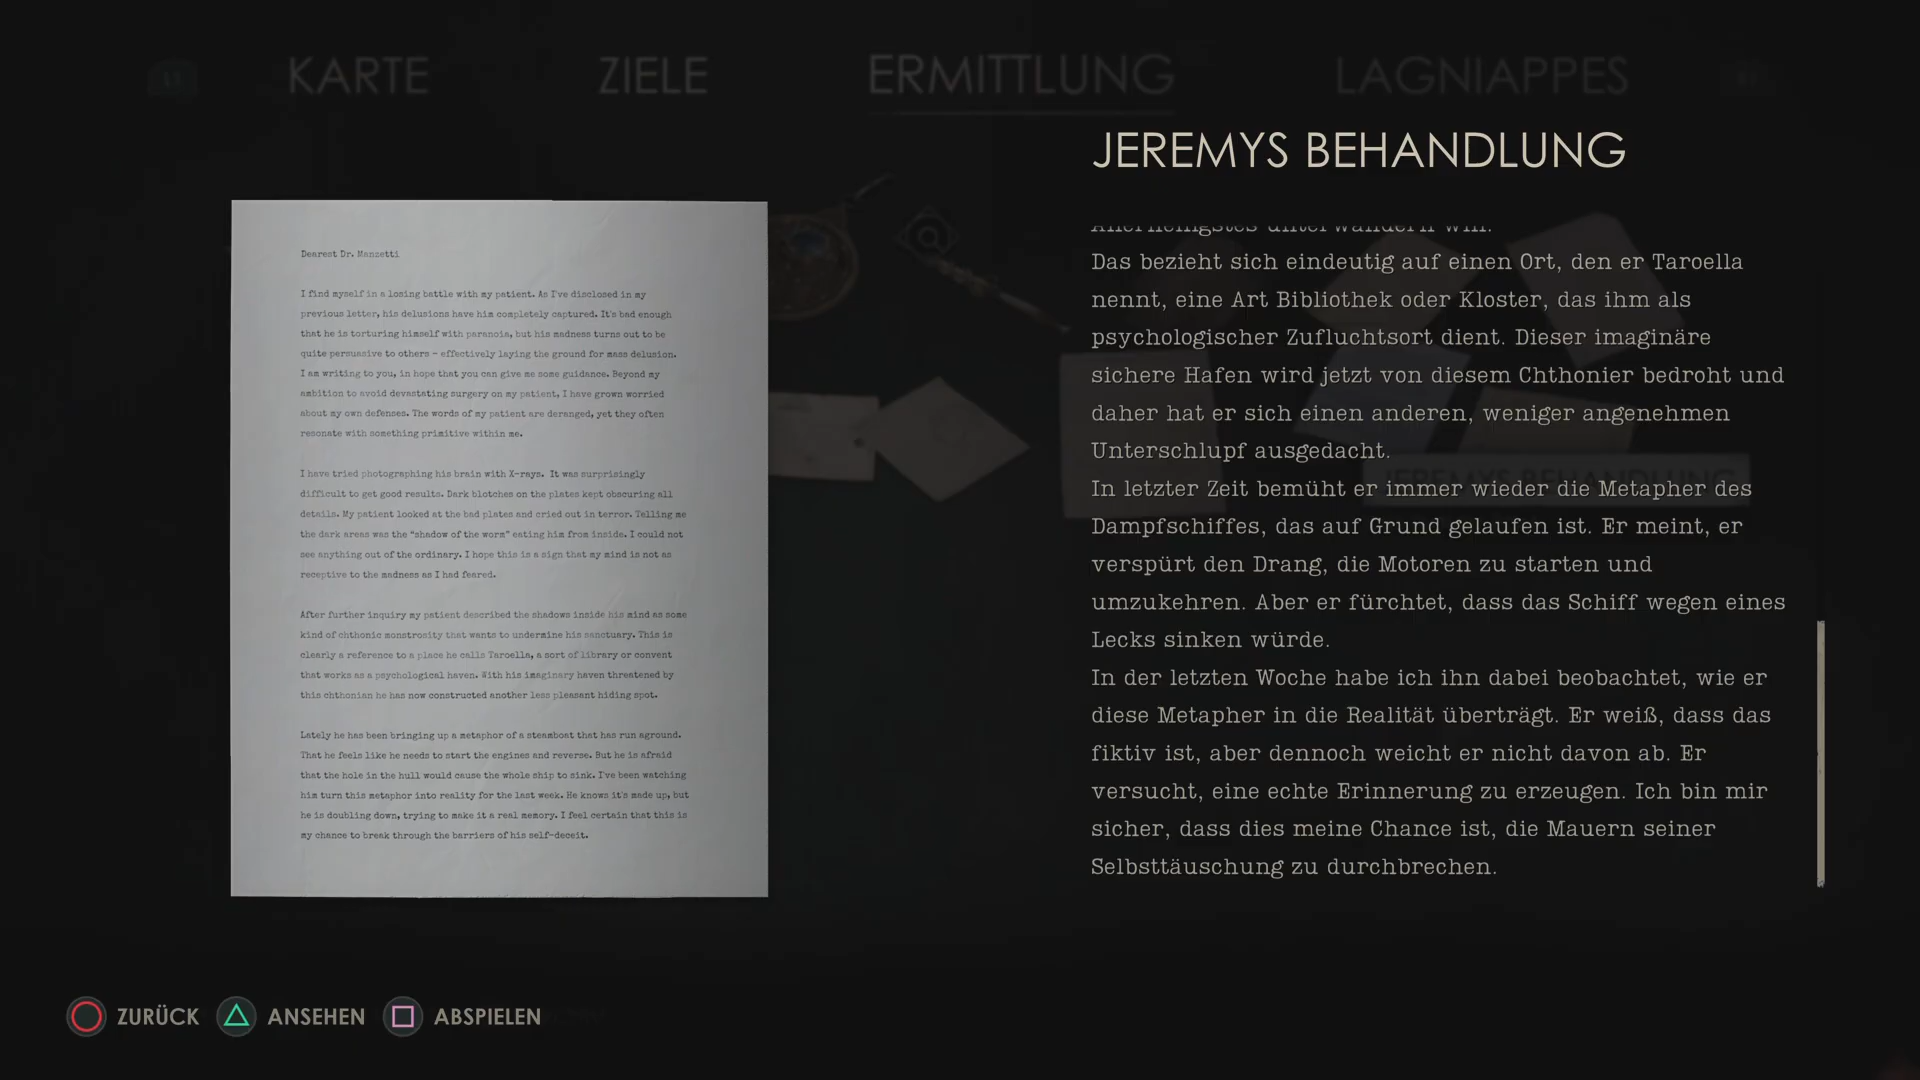 KARTE
ZIELE
ERMITTLUNG
LAGNIAPPES
JEREMYS BEHANDLUNG
Dearest Dr. Manzetti
I find myself in a losing battle with my patient. As I've disclosed in my
previous letter, his delusions have him completely captured. It's bad enough
that he is torturing himself with paranoia, but his madness turns out to be
quite persuasive to others - effectively laying the ground for mass delusion.
I am writing to you, in hope that you can give me some guidance. Beyond my
ambition to avoid devastating surgery on my patient, I have grown worried
about my own defenses. The words of my patient are deranged, yet they often
resonate with something primitive within me.
I have tried photographing his brain with X-rays. It was surprisingly
difficult to get good results. Dark blotches on the plates kept obscuring all
details. My patient looked at the bad plates and cried out in terror. Telling me
the dark areas was the "shadow of the worm" eating him from inside. I could not
see anything out of the ordinary. I hope this is a sign that my mind is not as
receptive to the madness as I had feared.
After further inquiry my patient described the shadows inside his mind as some
kind of chthonic monstrosity that wants to undermine his sanctuary. This is
clearly a reference to a place he calls Taroella, a sort of library or convent
that works as a psychological haven. With his imaginary haven threatened by
this chthonian he has now constructed another less pleasant hiding spot.
Lately he has been bringing up a metaphor of a steamboat that has run aground.
That he feels like he needs to start the engines and reverse. But he is afraid
that the hole in the hull would cause the whole ship to sink. I've been watching
him turn this metaphor into reality for the last week. He knows it's made up, but
he is doubling down, trying to make it a real memory. I feel certain that this is
my chance to break through the barriers of his self-deceit.
Allerheiligstes unterwandern will.
Das bezieht sich eindeutig auf einen Ort, den er Taroella
nennt, eine Art Bibliothek oder Kloster, das ihm als
psychologischer Zufluchtsort dient. Dieser imaginäre
sichere Hafen wird jetzt von diesem Chthonier bedroht und
daher hat er sich einen anderen, weniger angenehmen
Unterschlupf ausgedacht.
In letzter Zeit bemüht er immer wieder die Metapher des
Dampfschiffes, das auf Grund gelaufen ist. Er meint, er
verspürt den Drang, die Motoren zu starten und
umzukehren. Aber er fürchtet, dass das Schiff wegen eines
Lecks sinken würde.
In der letzten Woche habe ich ihn dabei beobachtet, wie er
diese Metapher in die Realität überträgt. Er weiß, dass das
fiktiv ist, aber dennoch weicht er nicht davon ab. Er
versucht, eine echte Erinnerung zu erzeugen. Ich bin mir
sicher, dass dies meine Chance ist, die Mauern seiner
Selbsttäuschung zu durchbrechen.
JEREMYS BEHANDLUNG
ZURÜCK
ANSEHEN
ABSPIELEN